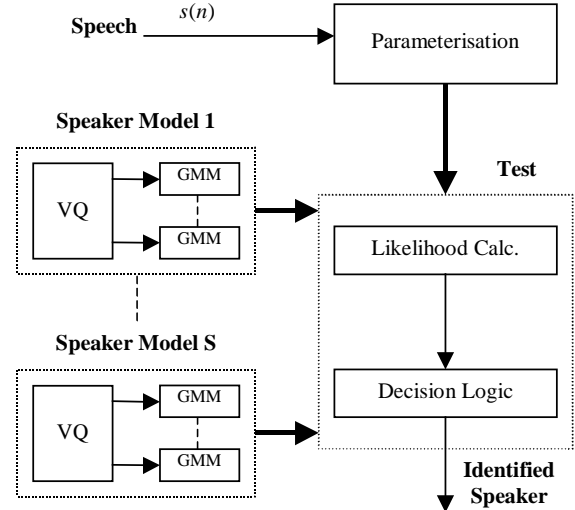 Speech
s(n)
Parameterisation
Speaker Model 1
VQ
GMM
GMM
Test
Likelihood Calc.
Speaker Model S
VQ
GMM
GMM
Decision Logic
Identified
Speaker